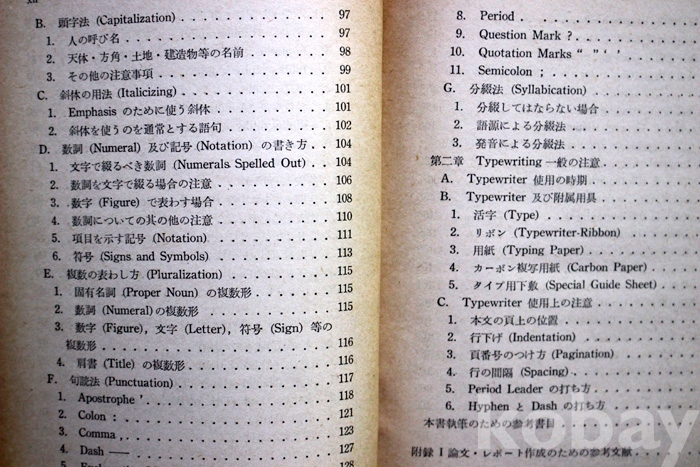 xii
B. 頭字法 (Capitalization) 97
1. 人の呼び名 97
2. 天体・方角・土地・建造物等の名前 98
3. その他の注意事項 99
C. 斜体の用法 (Italicizing) 101
1. Emphasis のために使う斜体 101
2. 斜体を使うのを通常とする語句 102
D. 数詞 (Numeral) 及び記号 (Notation) の書き方 104
1. 文字で綴るべき数詞 (Numerals Spelled Out) 104
2. 数詞を文字で綴る場合の注意 106
3. 数字 (Figure) で表わす場合 108
4. 数詞についての其の他の注意 110
5. 項目を示す記号 (Notation) 111
6. 符号 (Signs and Symbols) 113
E. 複数の表わし方 (Pluralization) 115
1. 固有名詞 (Proper Noun) の複数形 115
2. 数詞 (Numeral) の複数形 115
3. 数字 (Figure), 文字 (Letter), 符号 (Sign) 等の
複数形 116
4. 肩書 (Title) の複数形 116
F. 句読法 (Punctuation) 117
1. Apostrophe ' 118
2. Colon : 121
3. Comma , 123
4. Dash — 127
8. Period .
9. Question Mark ?
10. Quotation Marks “ ” ‘ ’
11. Semicolon ;
G. 分綴法 (Syllabication)
1. 分綴してはならない場合
2. 語源による分綴法
3. 発音による分綴法
第二章 Typewriting 一般の注意
A. Typewriter 使用の時期
B. Typewriter 及び附属用具
1. 活字 (Type)
2. リボン (Typewriter-Ribbon)
3. 用紙 (Typing Paper)
4. カーボン複写用紙 (Carbon Paper)
5. タイプ用下敷 (Special Guide Sheet)
C. Typewriter 使用上の注意
1. 本文の頁上の位置
2. 行下げ (Indentation)
3. 頁番号のつけ方 (Pagination)
4. 行の間隔 (Spacing)
5. Period Leader の打ち方
6. Hyphen と Dash の打ち方
本書執筆のための参考書目
附録 I 論文・レポート作成のための参考文献
kobay